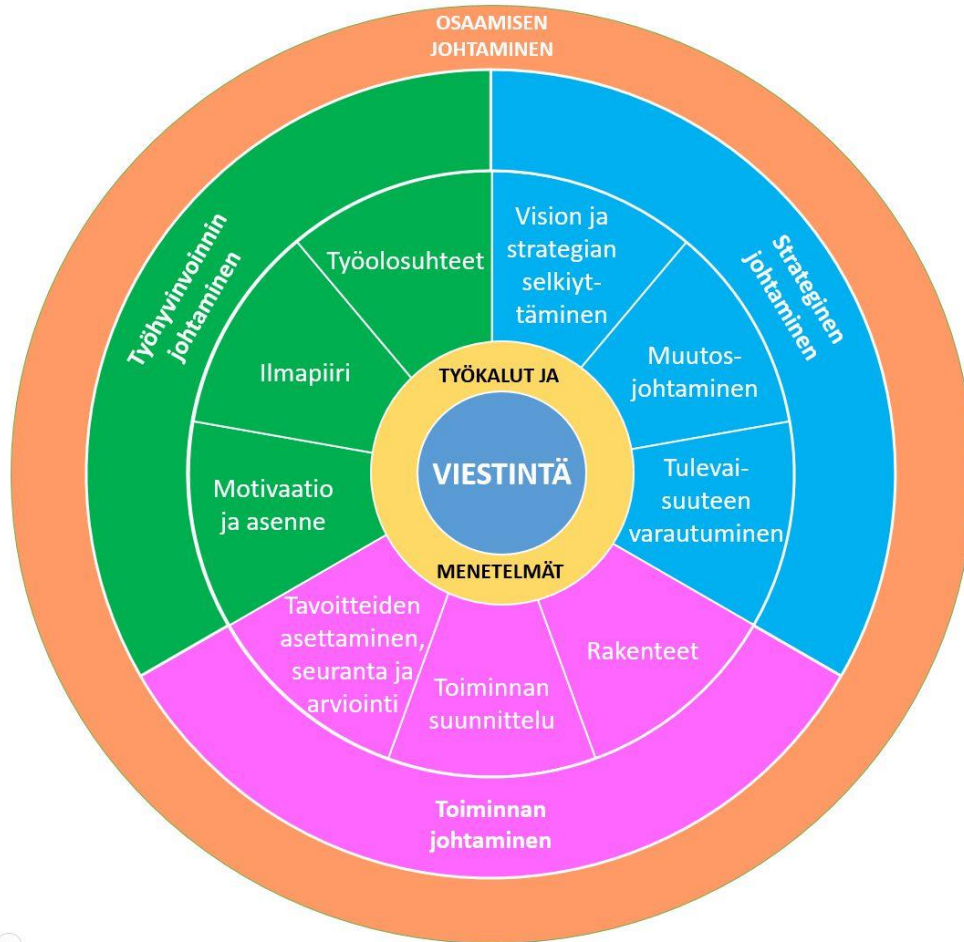 OSAAMISEN
JOHTAMINEN
Työhyvinvoinnin
johtaminen
Strateginen
johtaminen
Työolosuhteet
Vision ja
strategian
selkiyt-
täminen
Ilmapiiri
Muutos-
johtaminen
TYÖKALUT JA
VIESTINTÄ
MENETELMÄT
Motivaatio
ja asenne
Tulevai-
suuteen
varautuminen
Tavoitteiden
asettaminen,
seuranta ja
arviointi
Toiminnan
suunnittelu
Rakenteet
Toiminnan
johtaminen